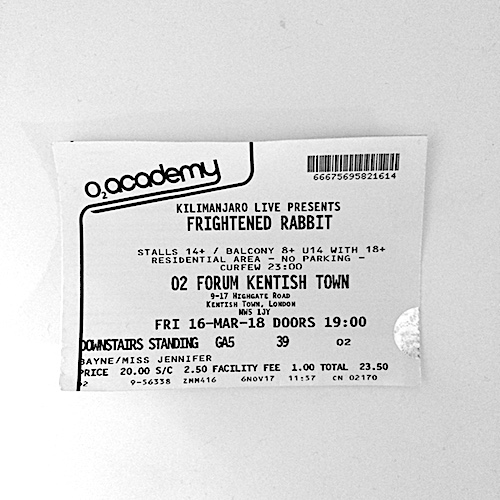 O2 academy
66675695821614
KILIMANJARO LIVE PRESENTS
FRIGHTENED RABBIT
STALLS 14+ / BALCONY 8+ U14 WITH 18+
RESIDENTIAL AREA - NO PARKING -
CURFEW 23:00
O2 FORUM KENTISH TOWN
9-17 HIGHGATE ROAD
KENTISH TOWN, LONDON
NW5 1JY
FRI 16-MAR-18 DOORS 19:00
DOWNSTAIRS STANDING GA5 39 O2
BAYNE/MISS JENNIFER
PRICE 20.00 S/C 2.50 FACILITY FEE 1.00 TOTAL 23.50
9-56338 ZMM416 6NOV17 11:57 CN 02170